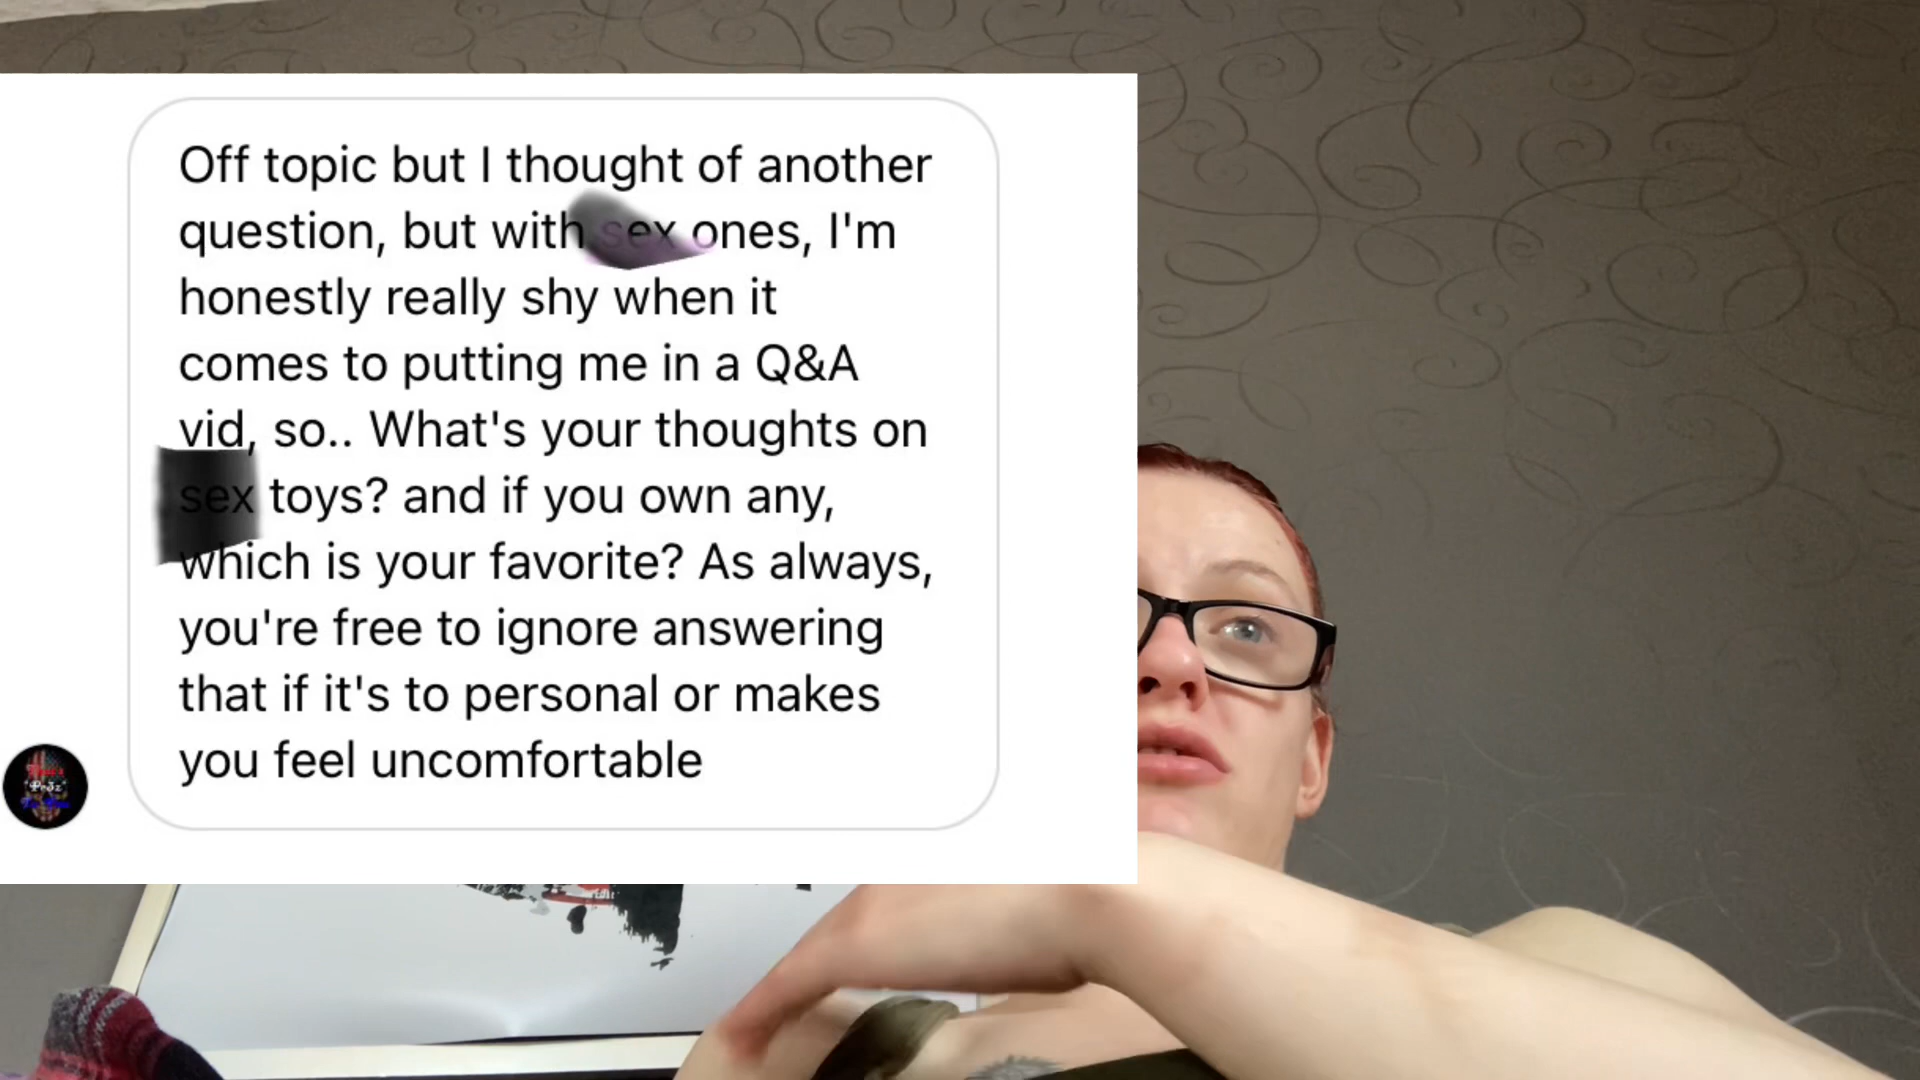 Off topic but I thought of another
question, but with sex ones, I'm
honestly really shy when it
comes to putting me in a Q&A
vid, so.. What's your thoughts on
sex toys? and if you own any,
which is your favorite? As always,
you're free to ignore answering
that if it's to personal or makes
you feel uncomfortable